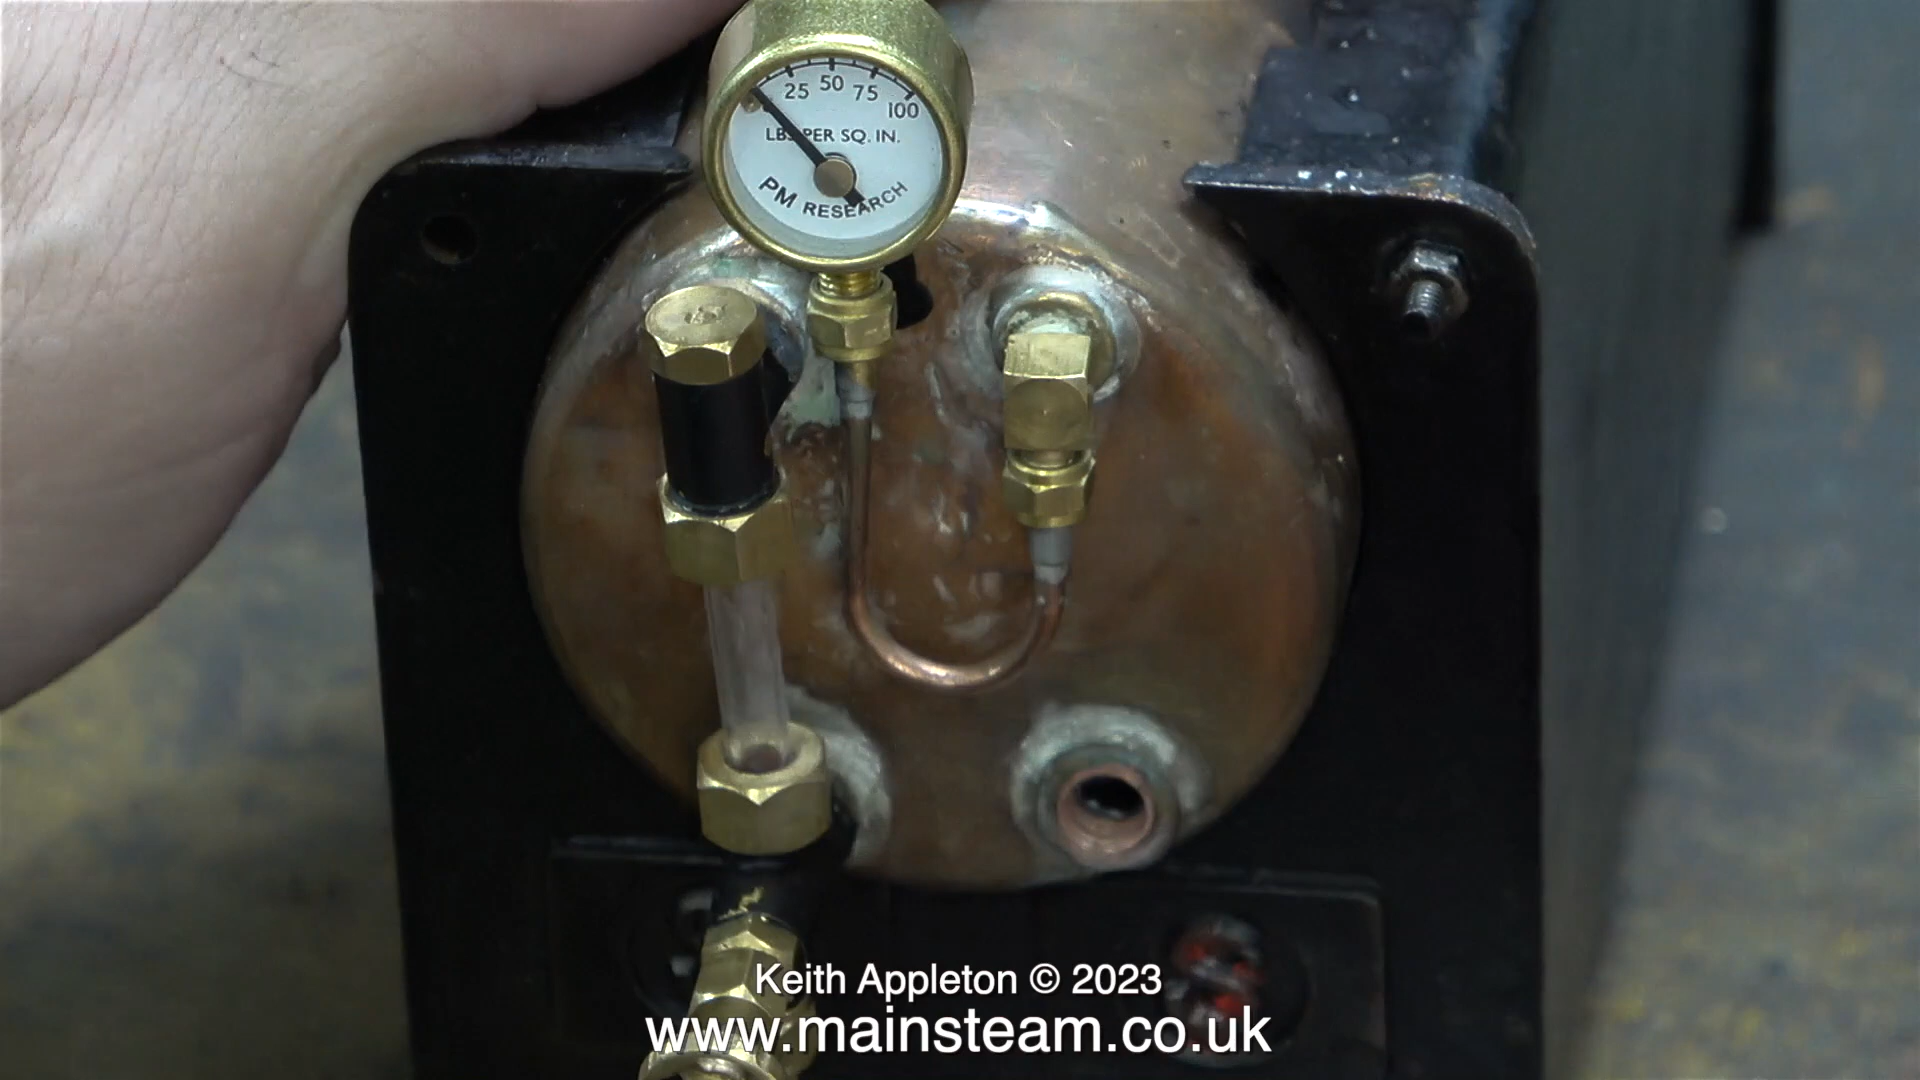 25 50 75 100
LBS PER SQ. IN.
PM RESEARCH
Keith Appleton © 2023
www.mainsteam.co.uk